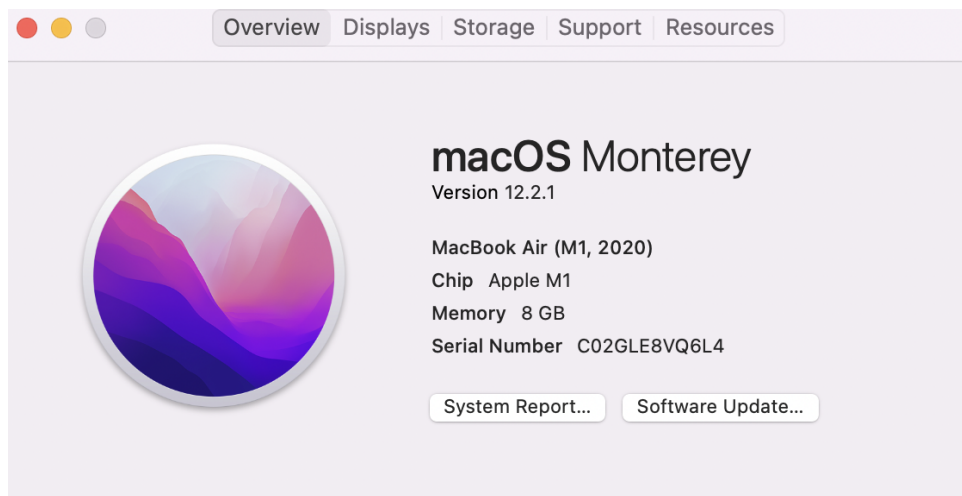 Overview Displays Storage Support Resources
macOS Monterey
Version 12.2.1
MacBook Air (M1, 2020)
Chip Apple M1
Memory 8 GB
Serial Number C02GLE8VQ6L4
System Report... Software Update...